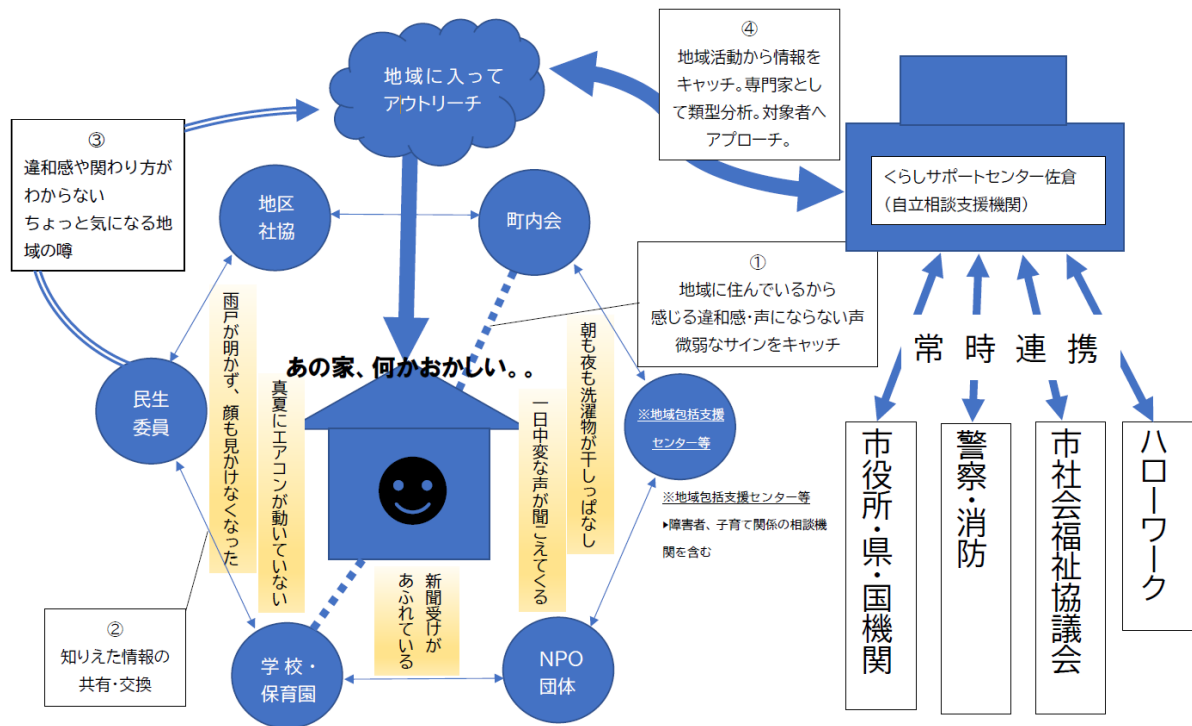 地域に入って
アウトリーチ
④
地域活動から情報を
キャッチ。専門家とし
て類型分析。対象者へ
アプローチ。
くらしサポートセンター佐倉
(自立相談支援機関)
③
違和感や関わり方が
わからない
ちょっと気になる地
域の噂
地区
社協
町内会
①
地域に住んでいるから
感じる違和感・声にならない声
微弱なサインをキャッチ
常時連携
あの家、何かおかしい。。
民生
委員
雨戸が明かず、顔も見かけなくなった
真夏にエアコンが動いていない
一日中変な声が聞こえてくる
朝も夜も洗濯物が干しっぱなし
※地域包括支援
センター等
※地域包括支援センター等
▶障害者、子育て関係の相談機
関を含む
市役所・県・国機関
警察・消防
市社会福祉協議会
ハローワーク
新聞受けが
あふれている
②
知りえた情報の
共有・交換
学校・
保育園
NPO
団体